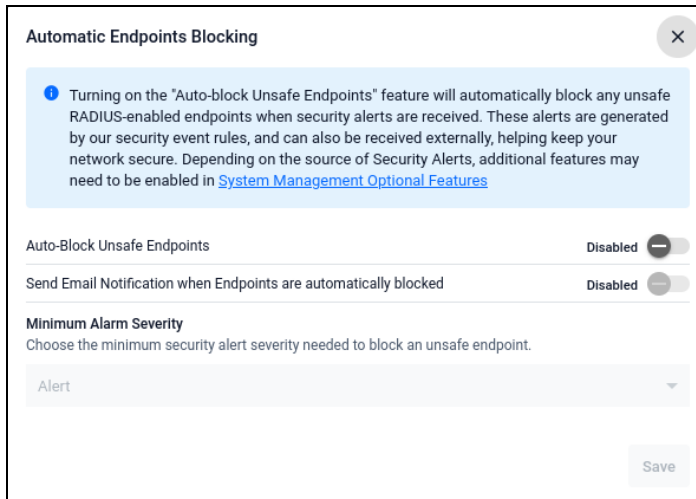 Automatic Endpoints Blocking
Turning on the "Auto-block Unsafe Endpoints" feature will automatically block any unsafe
RADIUS-enabled endpoints when security alerts are received. These alerts are generated
by our security event rules, and can also be received externally, helping keep your
network secure. Depending on the source of Security Alerts, additional features may
need to be enabled in System Management Optional Features
Auto-Block Unsafe Endpoints Disabled
Send Email Notification when Endpoints are automatically blocked Disabled
Minimum Alarm Severity
Choose the minimum security alert severity needed to block an unsafe endpoint.
Alert
Save